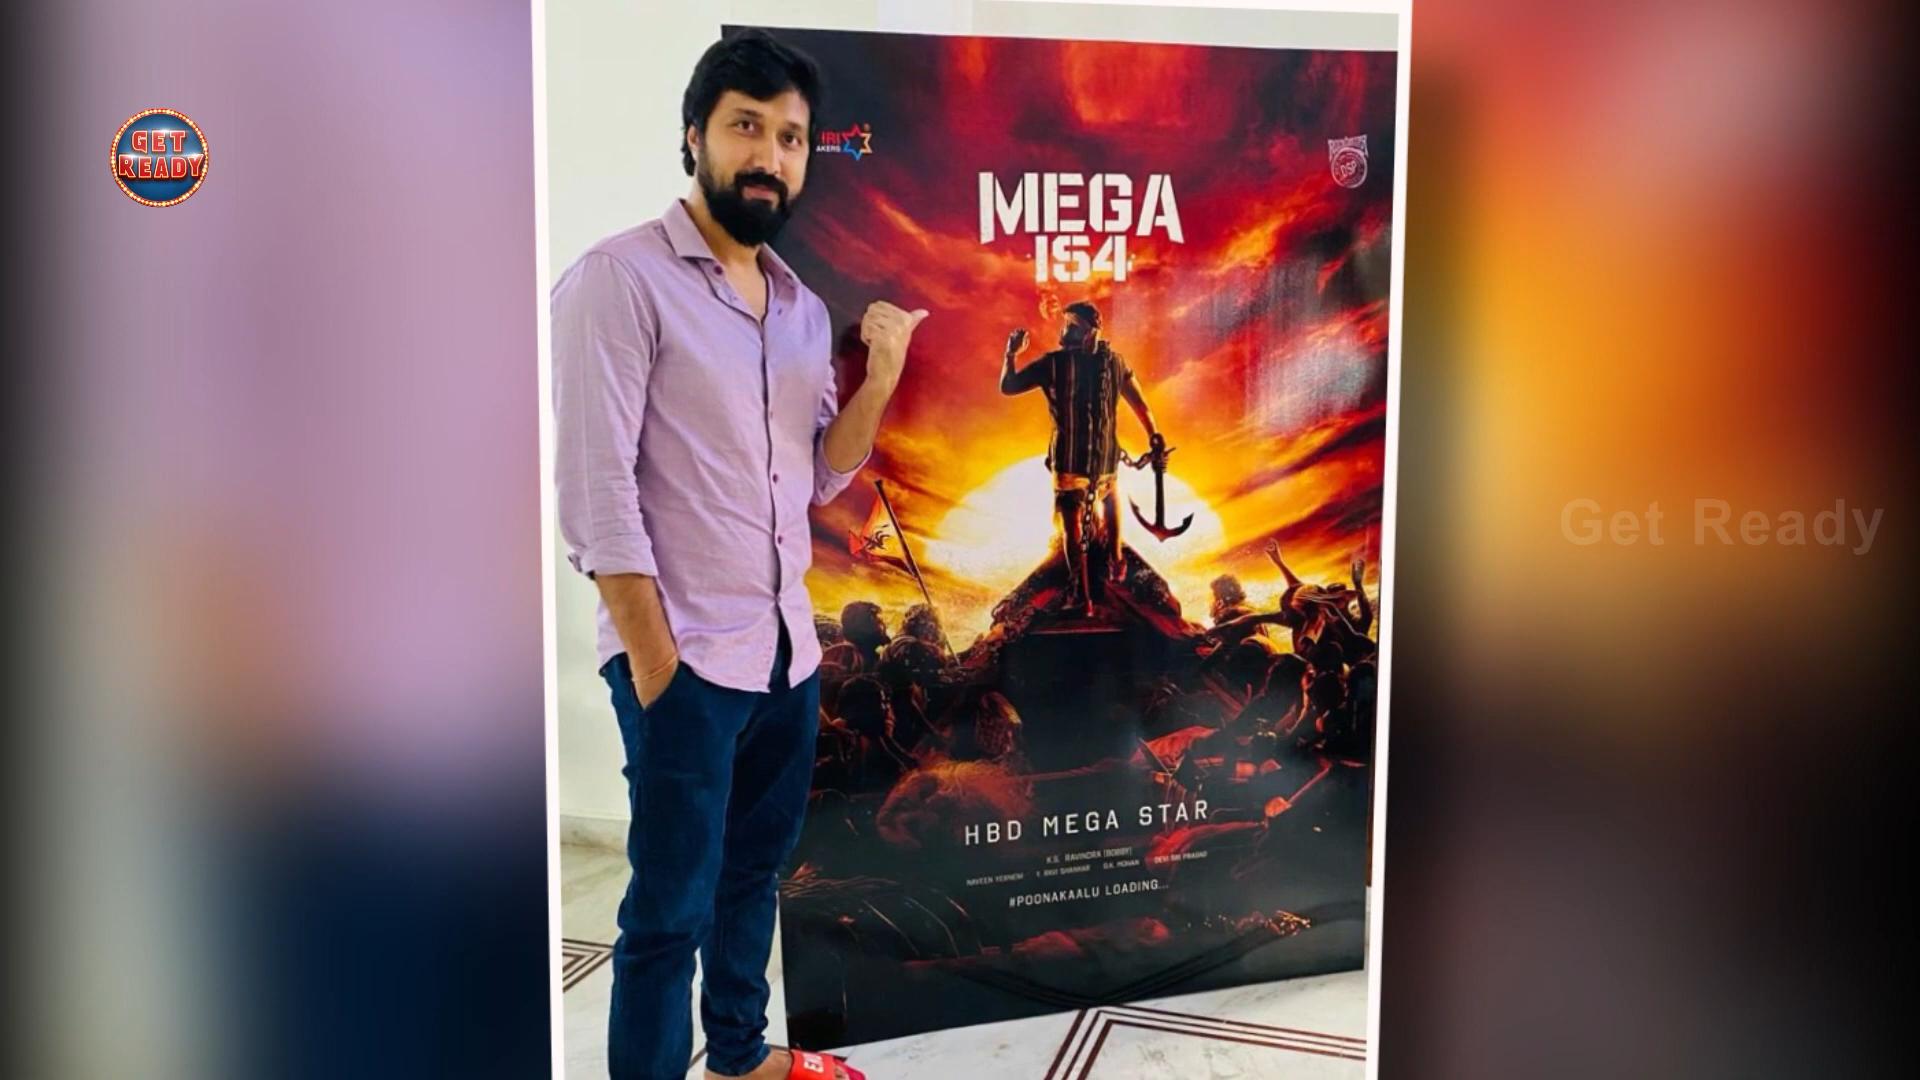 GET
READY
MEGA
154
DSP
Get Ready
HBD MEGA STAR
K.S. RAVINDRA (BOBBY)
NAVEEN YERNENI Y. RAVI SHANKAR G.K. MOHAN DEVI SRI PRASAD
#POONAKAALU LOADING...